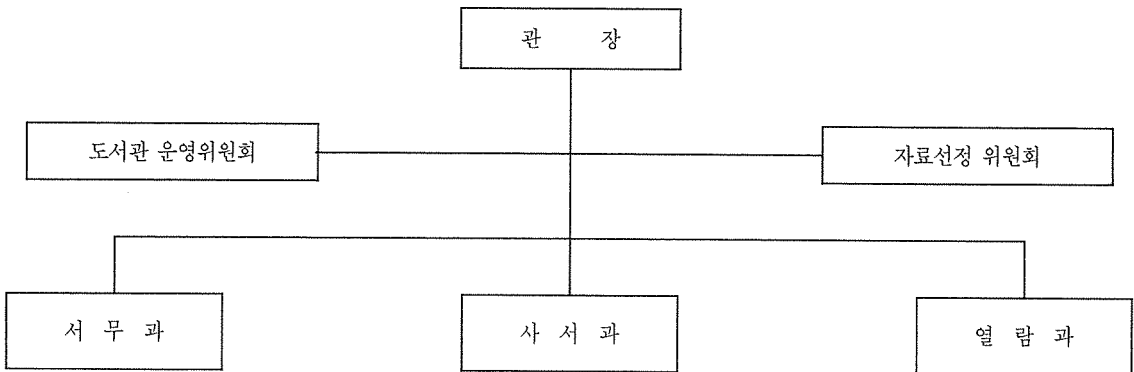 관 장
도서관 운영위원회
자료선정 위원회
서 무 과
사 서 과
열 람 과